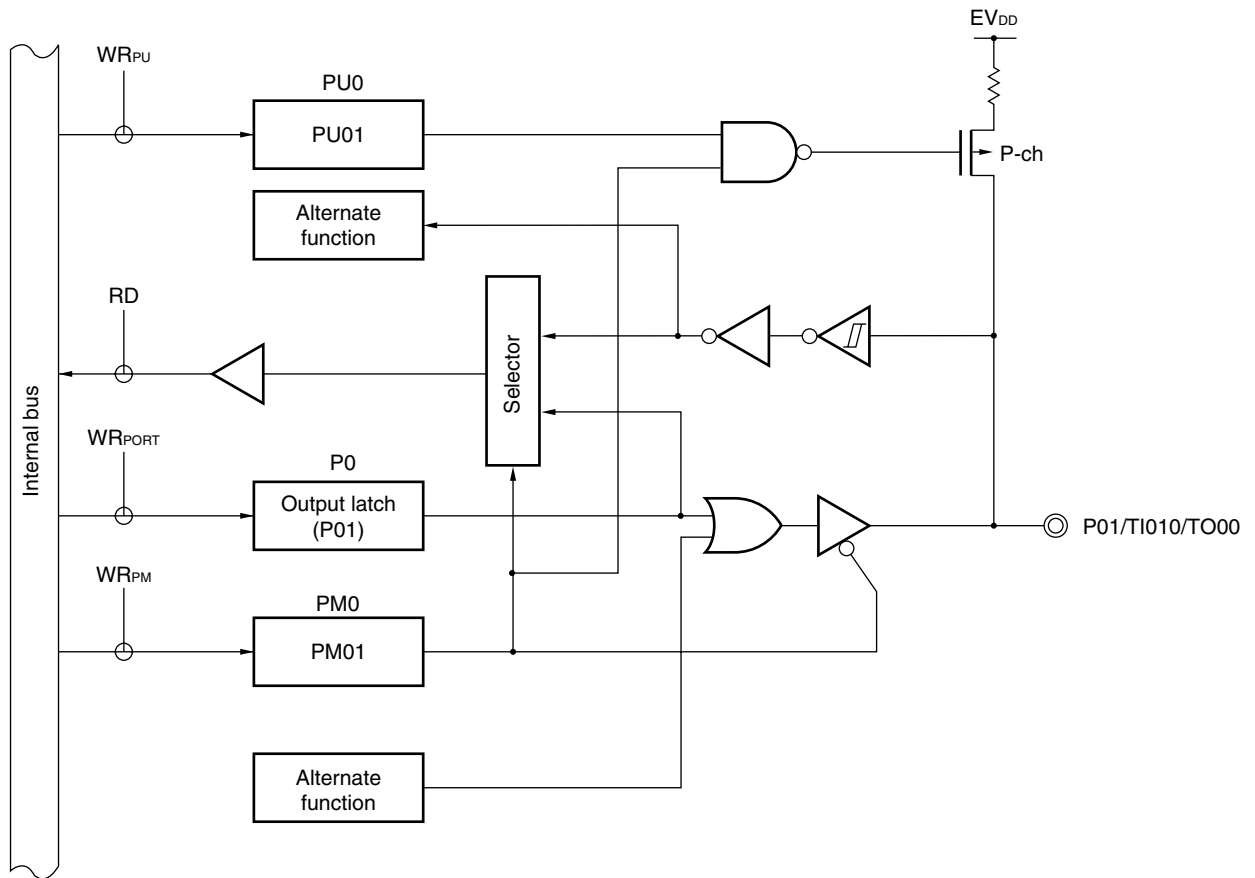 EVDD
WRPU
PU0
PU01
P-ch
Alternate
function
RD
Selector
Internal bus
WRPORT
P0
Output latch
(P01)
P01/TI010/TO00
WRPM
PM0
PM01
Alternate
function